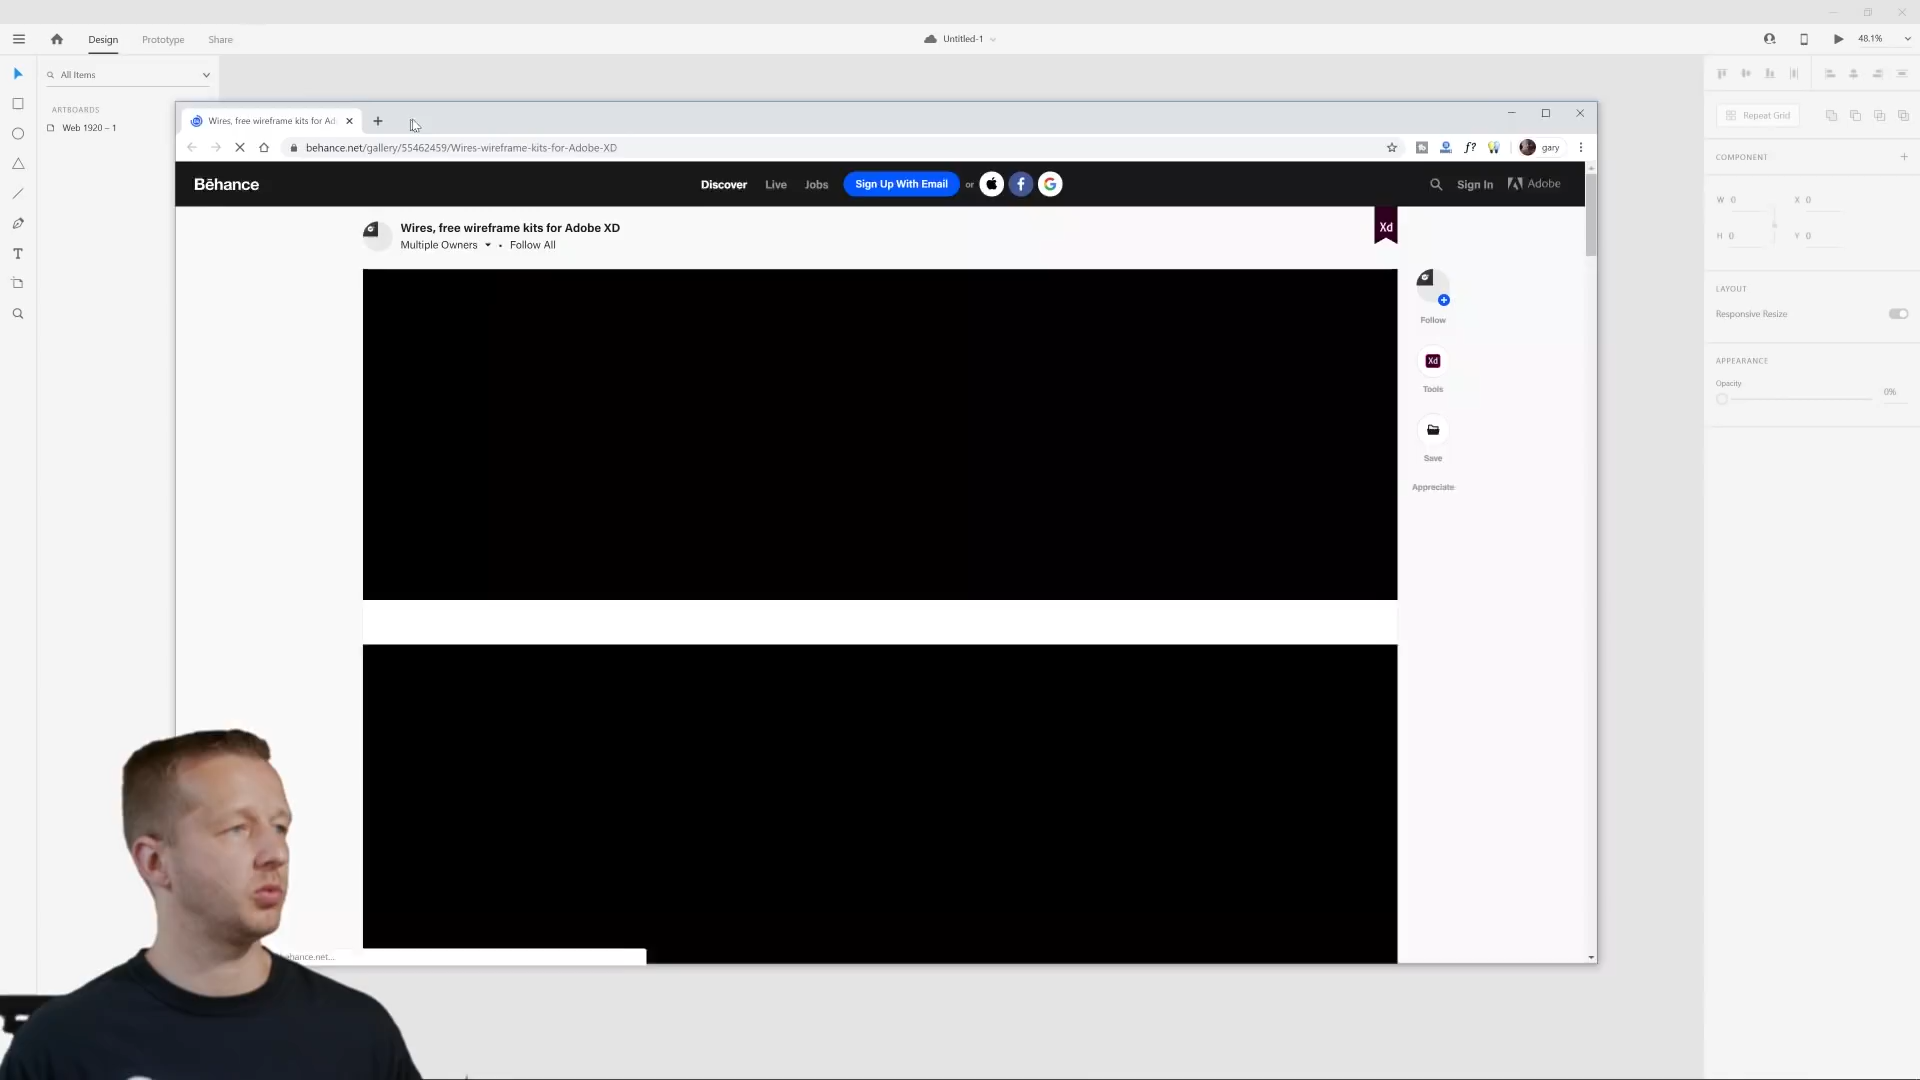 Design
Prototype
Share
Untitled-1
48.1%
All Items
ARTBOARDS
Web 1920 – 1
Wires, free wireframe kits for Ad
behance.net/gallery/55462459/Wires-wireframe-kits-for-Adobe-XD
f?
gary
Bēhance
Discover
Live
Jobs
Sign Up With Email
or
f
G
Sign In
Adobe
Wires, free wireframe kits for Adobe XD
Multiple Owners
• Follow All
Xd
Follow
Xd
Tools
Save
Appreciate
Repeat Grid
COMPONENT
W 0
X 0
H 0
Y 0
LAYOUT
Responsive Resize
APPEARANCE
Opacity
0%
ehance.net...